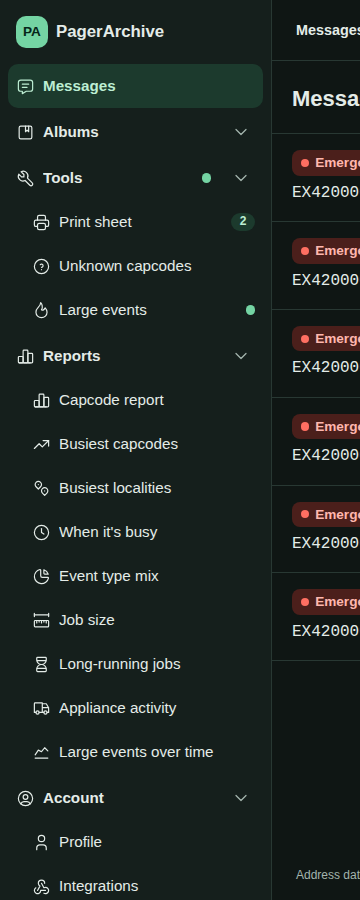 PA PagerArchive
Messages
Albums
Tools
Print sheet 2
Unknown capcodes
Large events
Reports
Capcode report
Busiest capcodes
Busiest localities
When it's busy
Event type mix
Job size
Long-running jobs
Appliance activity
Large events over time
Account
Profile
Integrations
Messages
Messa
Emerge
EX42000
Emerge
EX42000
Emerge
EX42000
Emerge
EX42000
Emerge
EX42000
Emerge
EX42000
Address dat